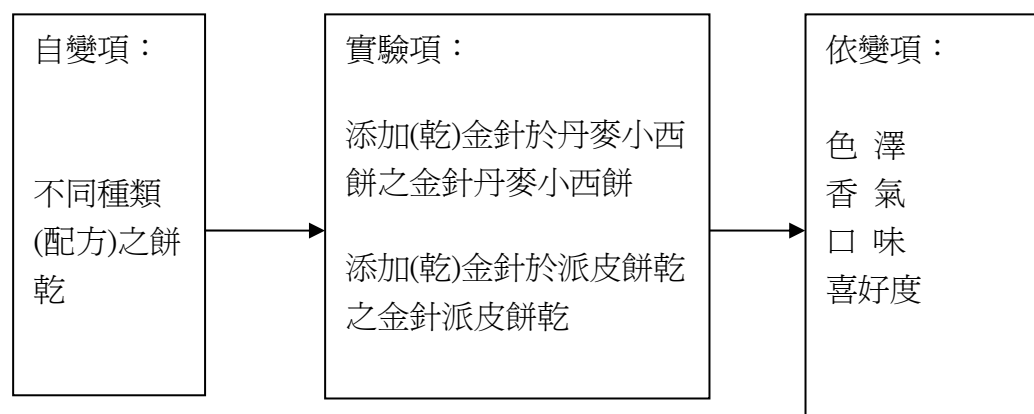 自變項：
不同種類
(配方)之餅
乾
實驗項：
添加(乾)金針於丹麥小西
餅之金針丹麥小西餅
添加(乾)金針於派皮餅乾
之金針派皮餅乾
依變項：
色 澤
香 氣
口 味
喜好度